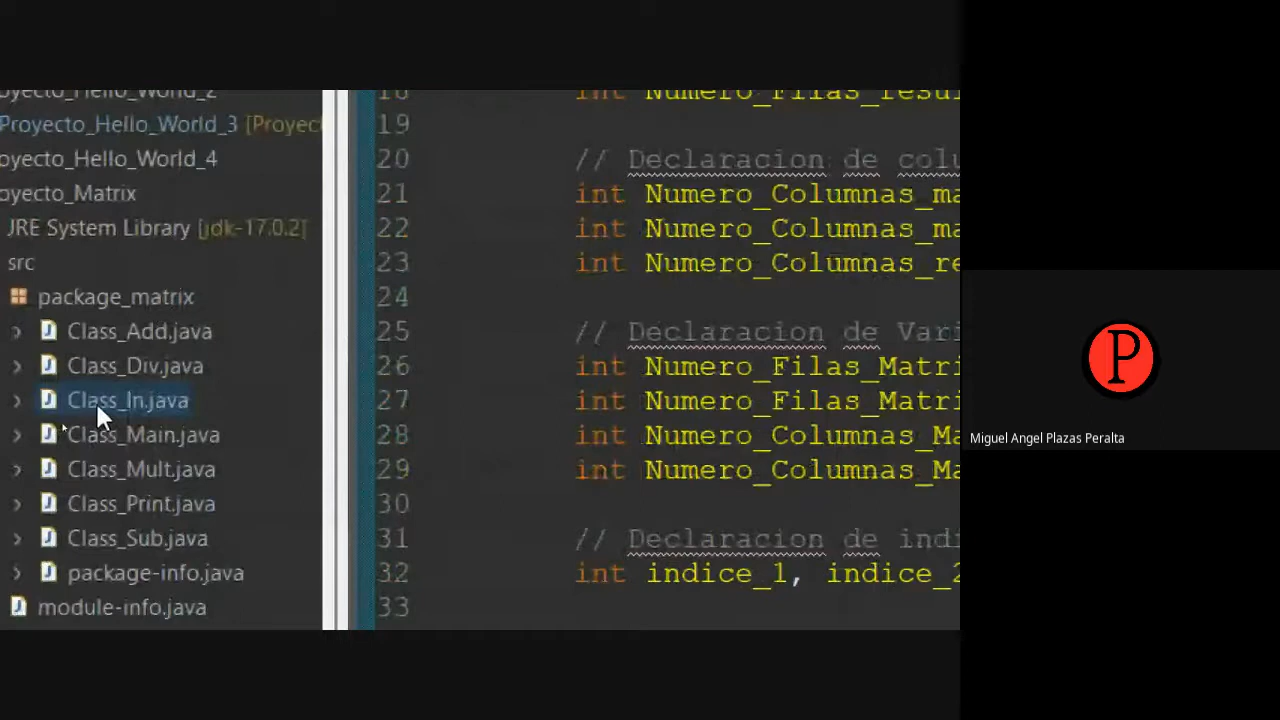 oyecto_Hello_World_2
Proyecto_Hello_World_3 [Proyec
oyecto_Hello_World_4
oyecto_Matrix
JRE System Library [jdk-17.0.2]
src
package_matrix
Class_Add.java
Class_Div.java
Class_In.java
Class_Main.java
Class_Mult.java
Class_Print.java
Class_Sub.java
package-info.java
module-info.java
18 int Numero_Filas_resul
19
20 // Declaracion de colu
21 int Numero_Columnas_ma
22 int Numero_Columnas_ma
23 int Numero_Columnas_re
24
25 // Declaracion de Vari
26 int Numero_Filas_Matri
27 int Numero_Filas_Matri
28 int Numero_Columnas_Ma
29 int Numero_Columnas_Ma
30
31 // Declaracion de indi
32 int indice_1, indice_2
33
P
Miguel Angel Plazas Peralta